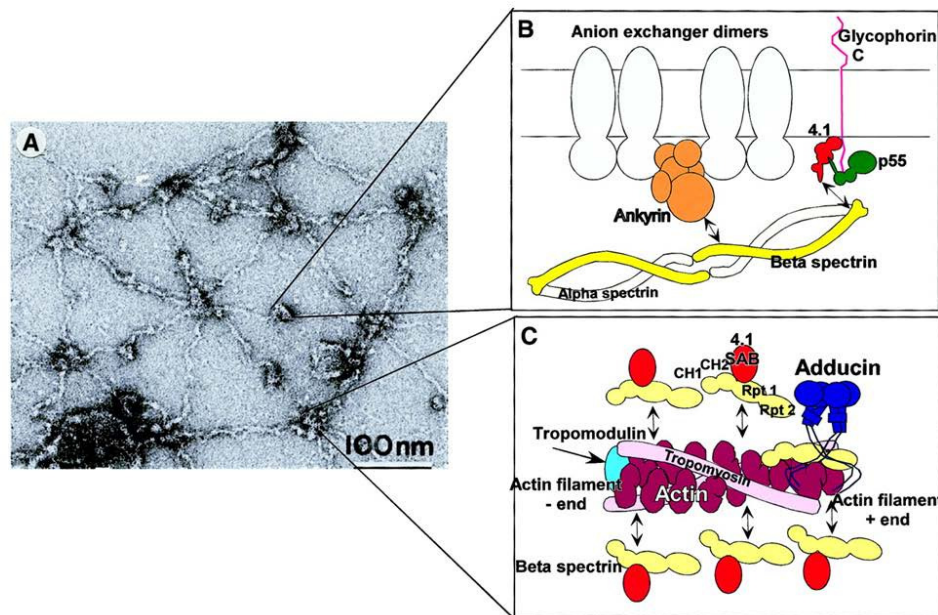 A
100nm
B
Anion exchanger dimers
Glycophorin
C
4.1
p55
Ankyrin
Beta spectrin
Alpha spectrin
C
4.1
SAB
CH1
CH2
Rpt 1
Rpt 2
Adducin
Tropomodulin
Tropomyosin
Actin filament
- end
Actin
Actin filament
+ end
Beta spectrin